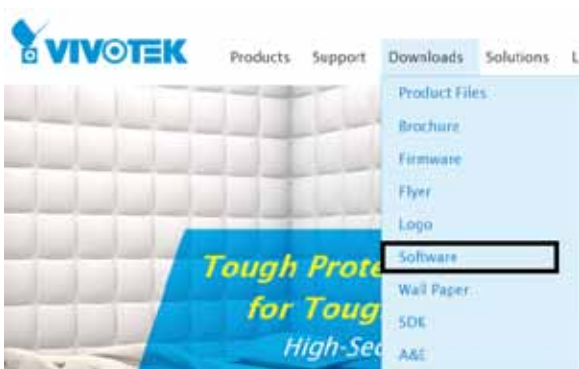 VIVOTEK Products Support Downloads Solutions L
Product Files
Brochure
Firmware
Flyer
Logo
Software
Wall Paper
SDK
A&E
Tough Prote
for Toug
High-Sec